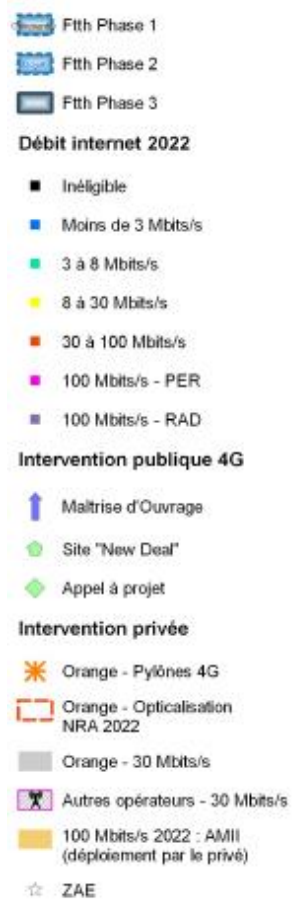 Ftth Phase 1
Ftth Phase 2
Ftth Phase 3
Débit internet 2022
Inéligible
Moins de 3 Mbits/s
3 à 8 Mbits/s
8 à 30 Mbits/s
30 à 100 Mbits/s
100 Mbits/s - PER
100 Mbits/s - RAD
Intervention publique 4G
Maîtrise d'Ouvrage
Site "New Deal"
Appel à projet
Intervention privée
Orange - Pylônes 4G
Orange - Opticalisation
NRA 2022
Orange - 30 Mbits/s
Autres opérateurs - 30 Mbits/s
100 Mbits/s 2022 : AMII
(déploiement par le privé)
ZAE